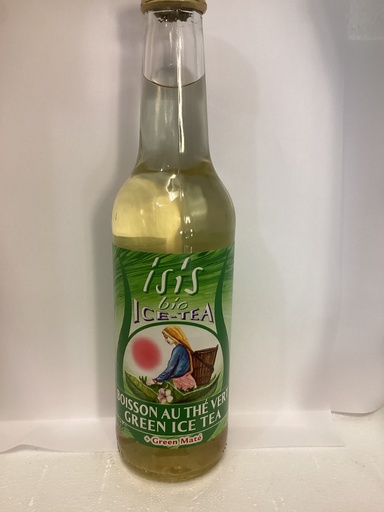 isis
bio
ICE-TEA
BOISSON AU THÉ VERT
GREEN ICE TEA
+ Green Maté